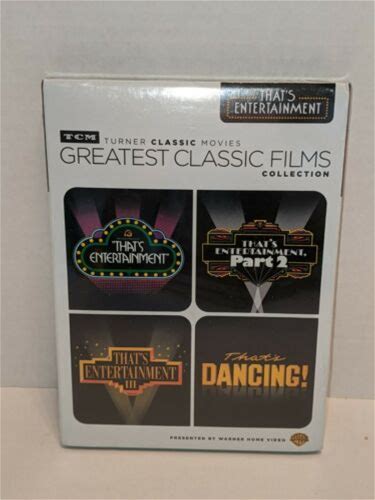 THAT'S
ENTERTAINMENT
TCM TURNER CLASSIC MOVIES
GREATEST CLASSIC FILMS
COLLECTION
THAT'S
ENTERTAINMENT
THAT'S
ENTERTAINMENT,
Part 2
THAT'S
ENTERTAINMENT
III
That's
DANCING!
PRESENTED BY WARNER HOME VIDEO